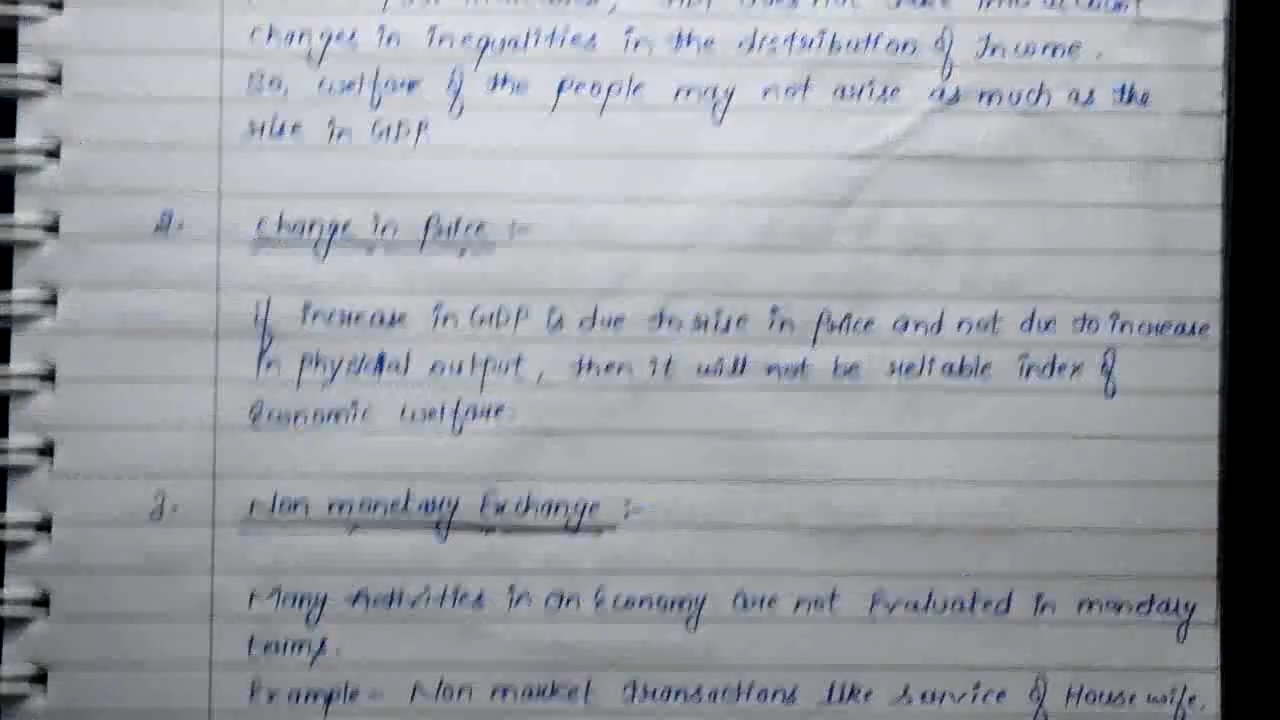 changes in inequalities in the distribution of Income.
So, welfare of the people may not arise as much as the
rise in GDP
2. change in price :-
If increase in GDP is due to rise in price and not due to increase
in physical output, then it will not be reliable index of
Economic welfare.
3. Non monetary Exchange :-
Many Activities in an Economy are not Evaluated in monetary
terms.
Example - Non market transactions like service of House wife.